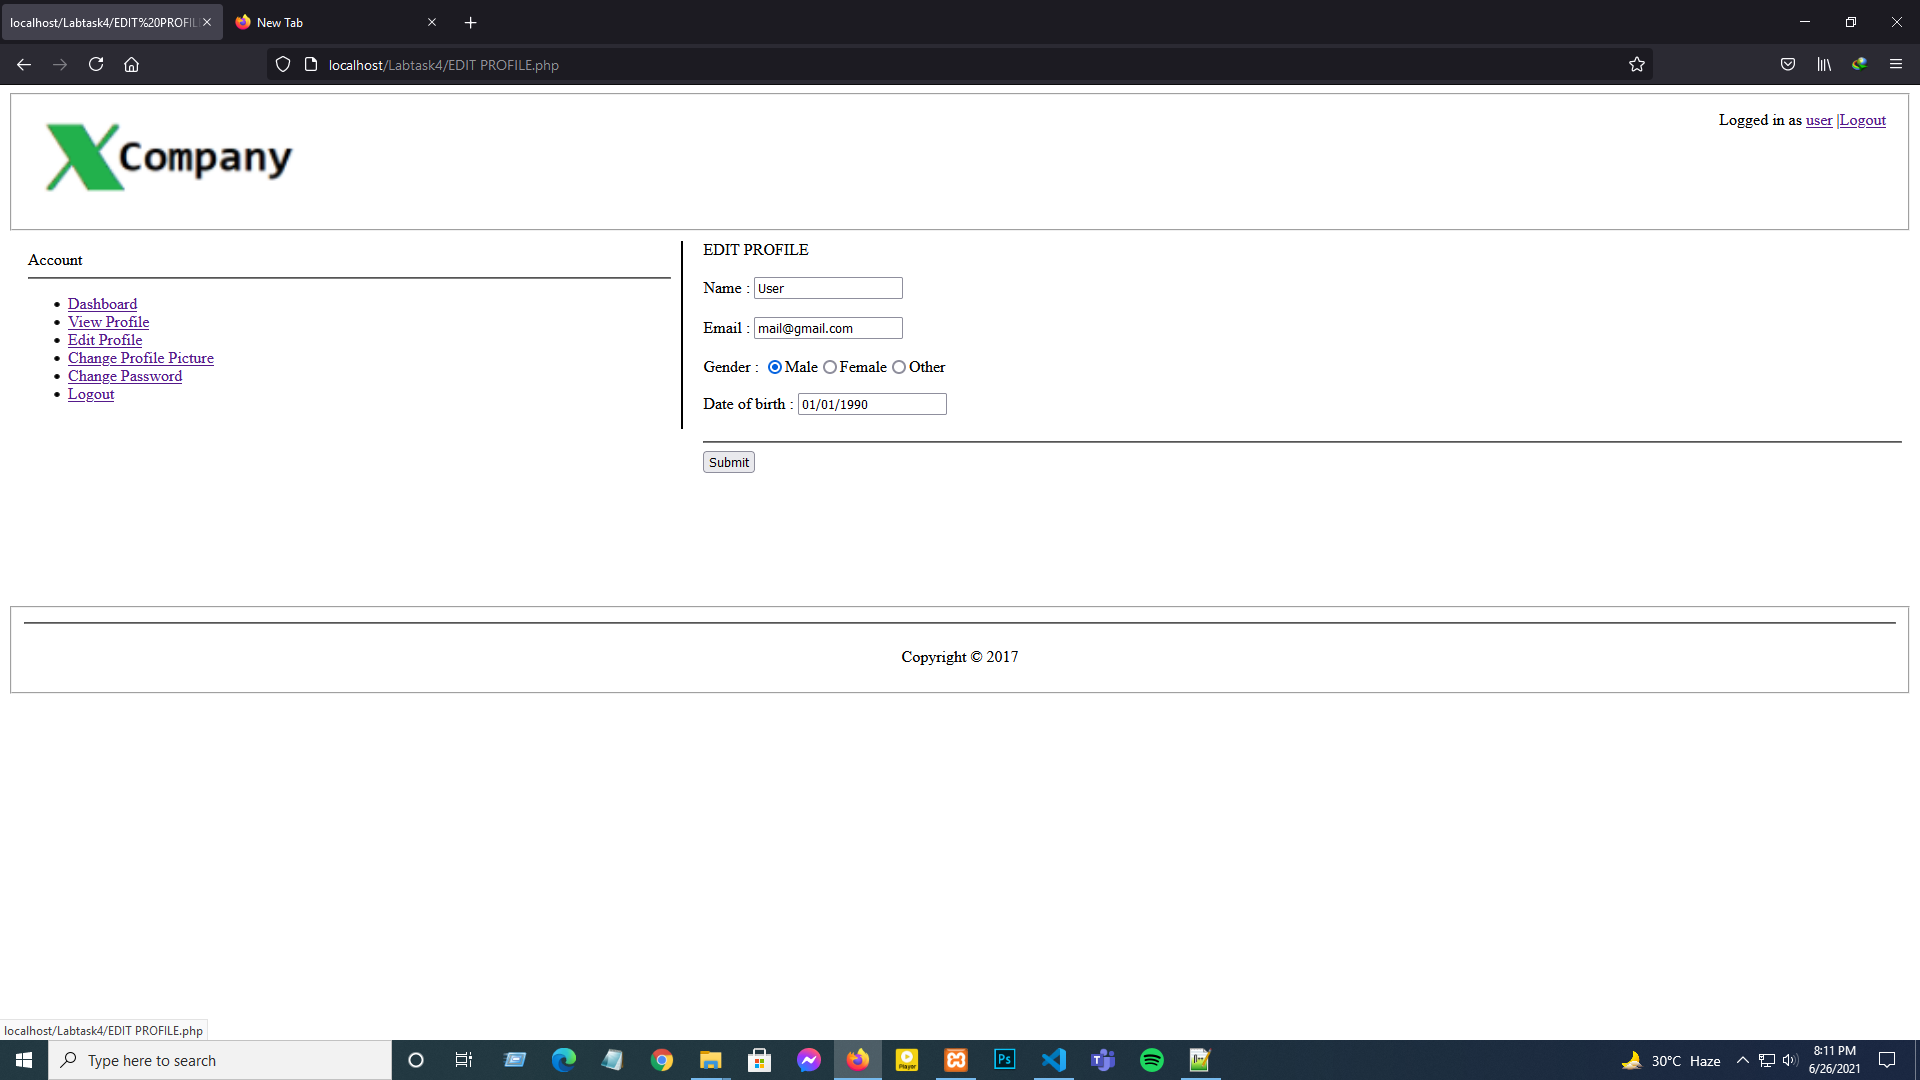 localhost/Labtask4/EDIT%20PROFIL
New Tab
localhost/Labtask4/EDIT PROFILE.php
X Company
Logged in as user |Logout
Account
Dashboard
View Profile
Edit Profile
Change Profile Picture
Change Password
Logout
EDIT PROFILE
Name : User
Email : mail@gmail.com
Gender : Male Female Other
Date of birth : 01/01/1990
Submit
Copyright © 2017
localhost/Labtask4/EDIT PROFILE.php
Type here to search
Player
Ps
30°C Haze
8:11 PM
6/26/2021